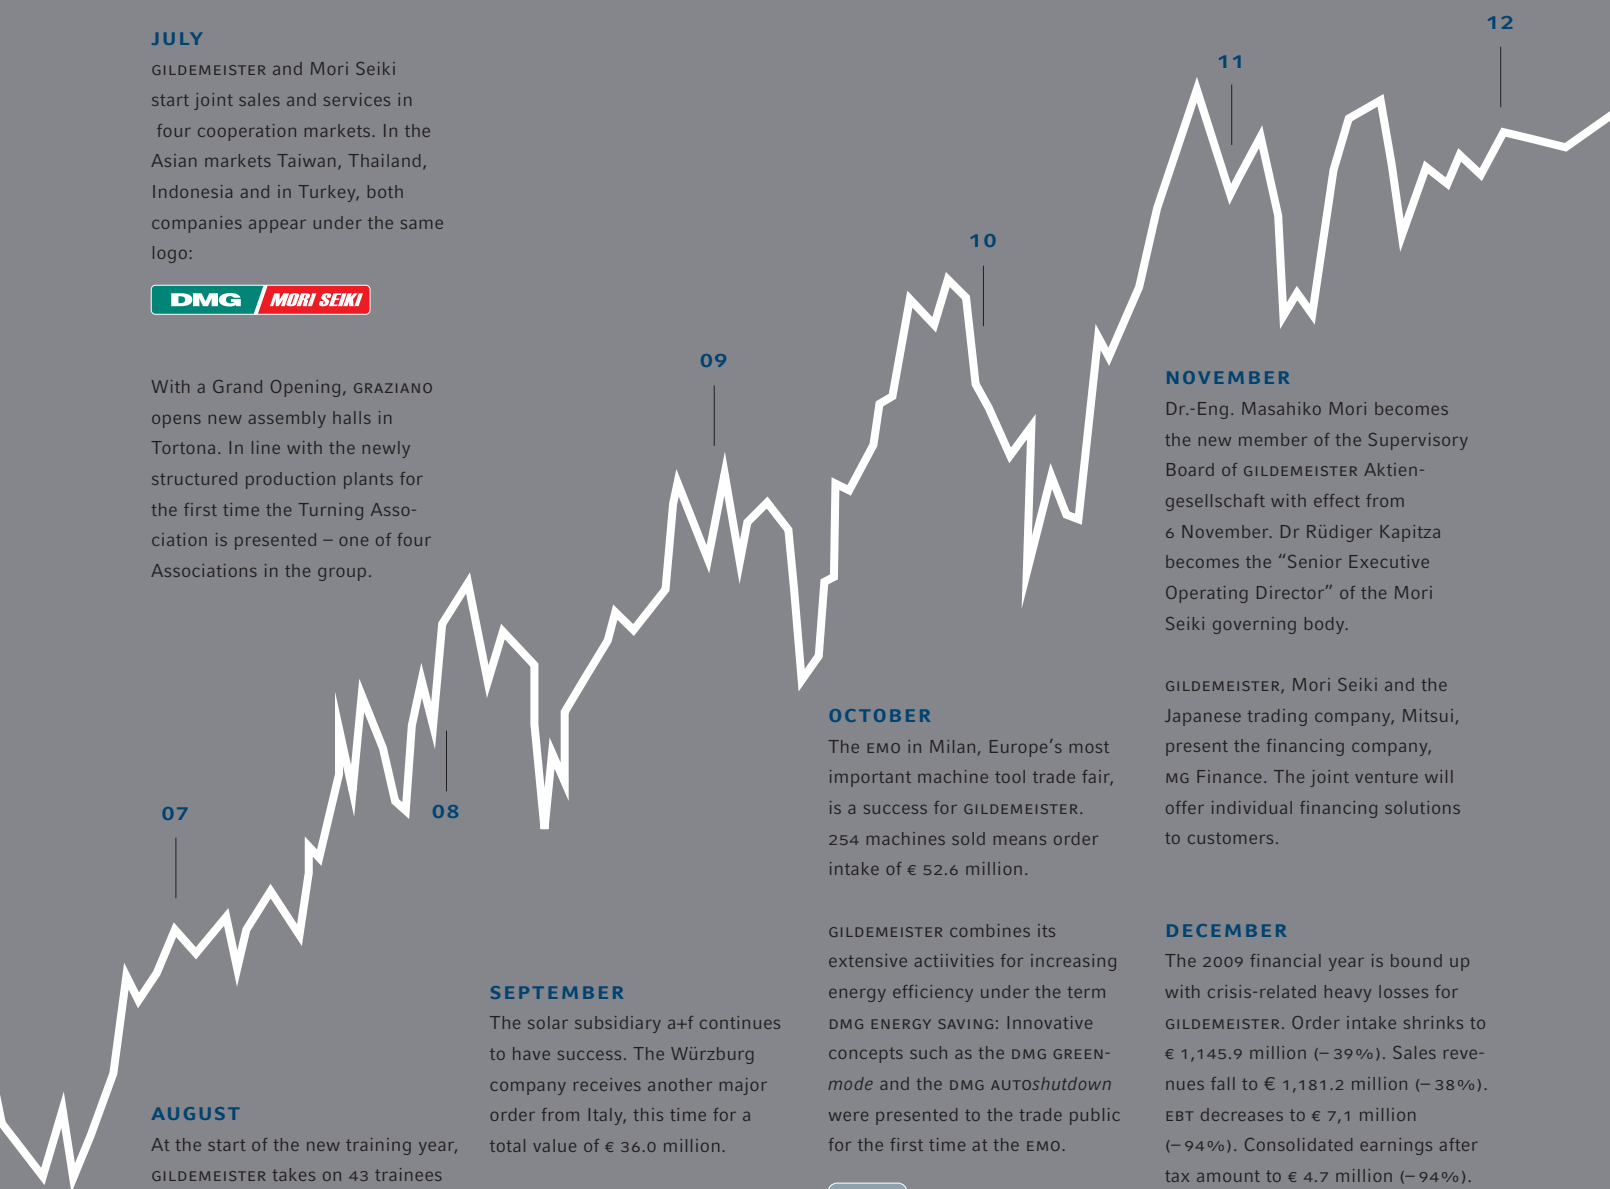 JULY
GILDEMEISTER and Mori Seiki
start joint sales and services in
four cooperation markets. In the
Asian markets Taiwan, Thailand,
Indonesia and in Turkey, both
companies appear under the same
logo:
DMG MORI SEIKI
With a Grand Opening, GRAZIANO
opens new assembly halls in
Tortona. In line with the newly
structured production plants for
the first time the Turning Asso-
ciation is presented – one of four
Associations in the group.
07
08
09
10
11
12
AUGUST
At the start of the new training year,
GILDEMEISTER takes on 43 trainees
SEPTEMBER
The solar subsidiary a+f continues
to have success. The Würzburg
company receives another major
order from Italy, this time for a
total value of € 36.0 million.
OCTOBER
The EMO in Milan, Europe’s most
important machine tool trade fair,
is a success for GILDEMEISTER.
254 machines sold means order
intake of € 52.6 million.
GILDEMEISTER combines its
extensive actiivities for increasing
energy efficiency under the term
DMG ENERGY SAVING: Innovative
concepts such as the DMG GREEN-
mode and the DMG AUTOshutdown
were presented to the trade public
for the first time at the EMO.
NOVEMBER
Dr.-Eng. Masahiko Mori becomes
the new member of the Supervisory
Board of GILDEMEISTER Aktien-
gesellschaft with effect from
6 November. Dr Rüdiger Kapitza
becomes the “Senior Executive
Operating Director” of the Mori
Seiki governing body.
GILDEMEISTER, Mori Seiki and the
Japanese trading company, Mitsui,
present the financing company,
MG Finance. The joint venture will
offer individual financing solutions
to customers.
DECEMBER
The 2009 financial year is bound up
with crisis-related heavy losses for
GILDEMEISTER. Order intake shrinks to
€ 1,145.9 million (– 39%). Sales reve-
nues fall to € 1,181.2 million (– 38%).
EBT decreases to € 7,1 million
(– 94%). Consolidated earnings after
tax amount to € 4.7 million (– 94%).